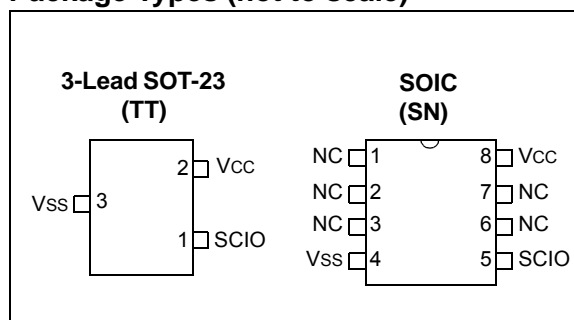 Package Types (not to scale)
3-Lead SOT-23
(TT)
2 VCC
VSS 3
1 SCIO
SOIC
(SN)
NC 1 8 VCC
NC 2 7 NC
NC 3 6 NC
VSS 4 5 SCIO